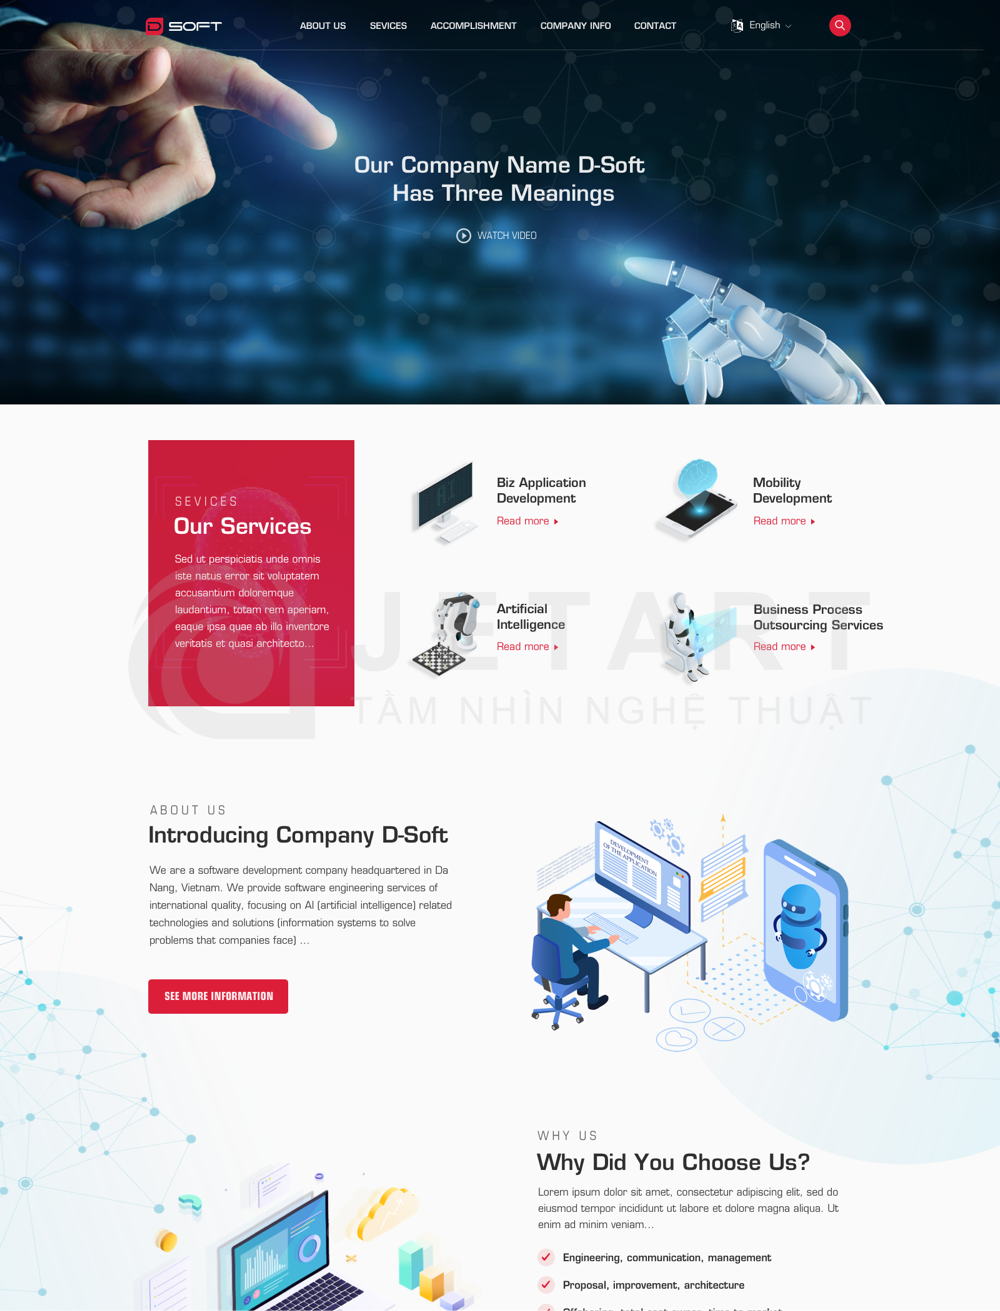 D SOFT
ABOUT US
SEVICES
ACCOMPLISHMENT
COMPANY INFO
CONTACT
English
Our Company Name D-Soft
Has Three Meanings
WATCH VIDEO
SEVICES
Our Services
Sed ut perspiciatis unde omnis
iste natus error sit voluptatem
accusantium doloremque
laudantium, totam rem aperiam,
eaque ipsa quae ab illo inventore
veritatis et quasi architecto...
Biz Application
Development
Read more
Mobility
Development
Read more
Artificial
Intelligence
Read more
Business Process
Outsourcing Services
Read more
JETART
TẦM NHÌN NGHỆ THUẬT
ABOUT US
Introducing Company D-Soft
We are a software development company headquartered in Da
Nang, Vietnam. We provide software engineering services of
international quality, focusing on AI (artificial intelligence) related
technologies and solutions (information systems to solve
problems that companies face) ...
SEE MORE INFORMATION
DEVELOPMENT
OF THE APPLICATION
WHY US
Why Did You Choose Us?
Lorem ipsum dolor sit amet, consectetur adipiscing elit, sed do
eiusmod tempor incididunt ut labore et dolore magna aliqua. Ut
enim ad minim veniam...
Engineering, communication, management
Proposal, improvement, architecture